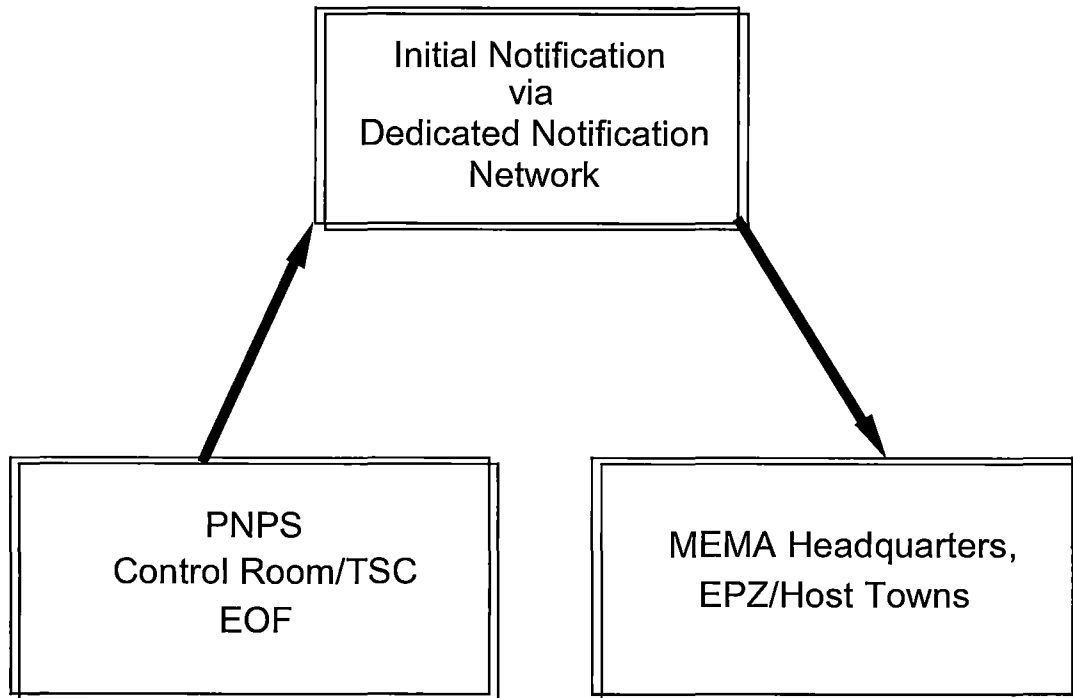 Initial Notification
via
Dedicated Notification
Network
PNPS
Control Room/TSC
EOF
MEMA Headquarters,
EPZ/Host Towns